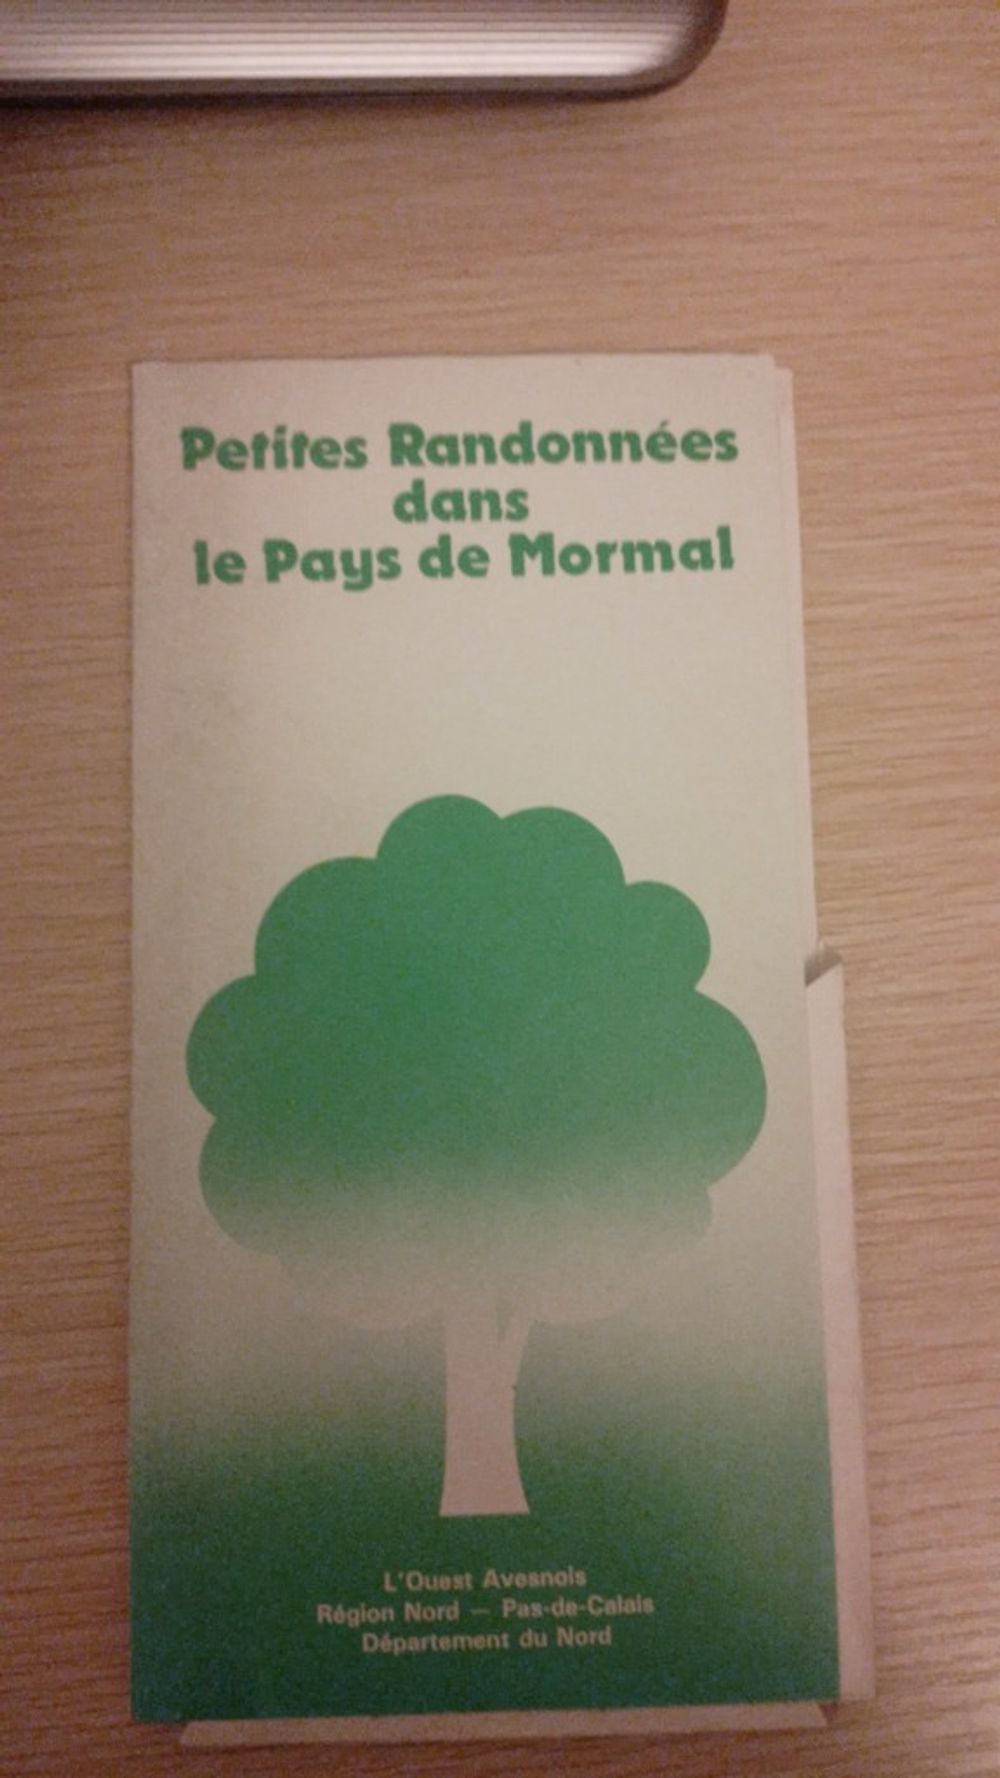 Petites Randonnées
dans
le Pays de Mormal
L'Ouest Avesnois
Région Nord — Pas-de-Calais
Département du Nord